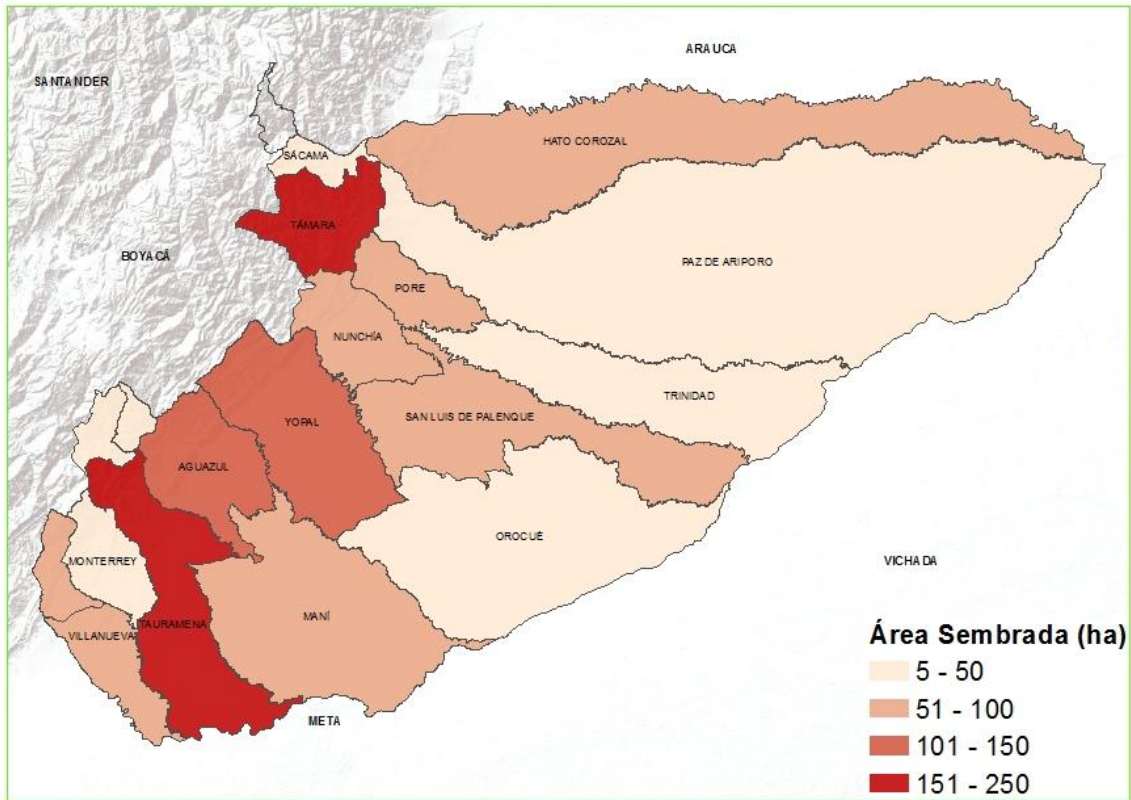 ARAUCA
SANTANDER
HATO COROZAL
SÁCAMA
TÁMARA
BOYACÁ
PAZ DE ARIPORO
PORE
NUNCHÍA
TRINIDAD
SAN LUIS DE PALENQUE
YOPAL
AGUAZUL
OROCUÉ
MONTERREY
VICHADA
MANÍ
TAURAMENA
VILLANUEVA
META
Área Sembrada (ha)
5 - 50
51 - 100
101 - 150
151 - 250